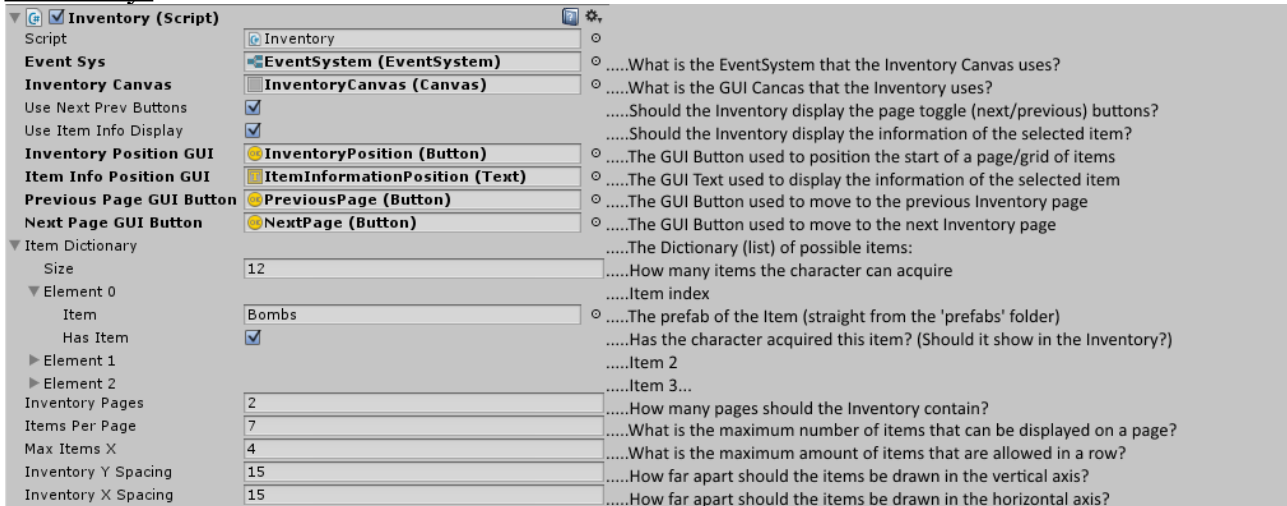 Inventory (Script)
Script Inventory
Event Sys EventSystem (EventSystem) .....What is the EventSystem that the Inventory Canvas uses?
Inventory Canvas InventoryCanvas (Canvas) .....What is the GUI Cancas that the Inventory uses?
Use Next Prev Buttons .....Should the Inventory display the page toggle (next/previous) buttons?
Use Item Info Display .....Should the Inventory display the information of the selected item?
Inventory Position GUI InventoryPosition (Button) .....The GUI Button used to position the start of a page/grid of items
Item Info Position GUI ItemInformationPosition (Text) .....The GUI Text used to display the information of the selected item
Previous Page GUI Button PreviousPage (Button) .....The GUI Button used to move to the previous Inventory page
Next Page GUI Button NextPage (Button) .....The GUI Button used to move to the next Inventory page
Item Dictionary .....The Dictionary (list) of possible items:
Size 12 .....How many items the character can acquire
Element 0 .....Item index
Item Bombs .....The prefab of the Item (straight from the 'prefabs' folder)
Has Item .....Has the character acquired this item? (Should it show in the Inventory?)
Element 1 .....Item 2
Element 2 .....Item 3...
Inventory Pages 2 .....How many pages should the Inventory contain?
Items Per Page 7 .....What is the maximum number of items that can be displayed on a page?
Max Items X 4 .....What is the maximum amount of items that are allowed in a row?
Inventory Y Spacing 15 .....How far apart should the items be drawn in the vertical axis?
Inventory X Spacing 15 .....How far apart should the items be drawn in the horizontal axis?